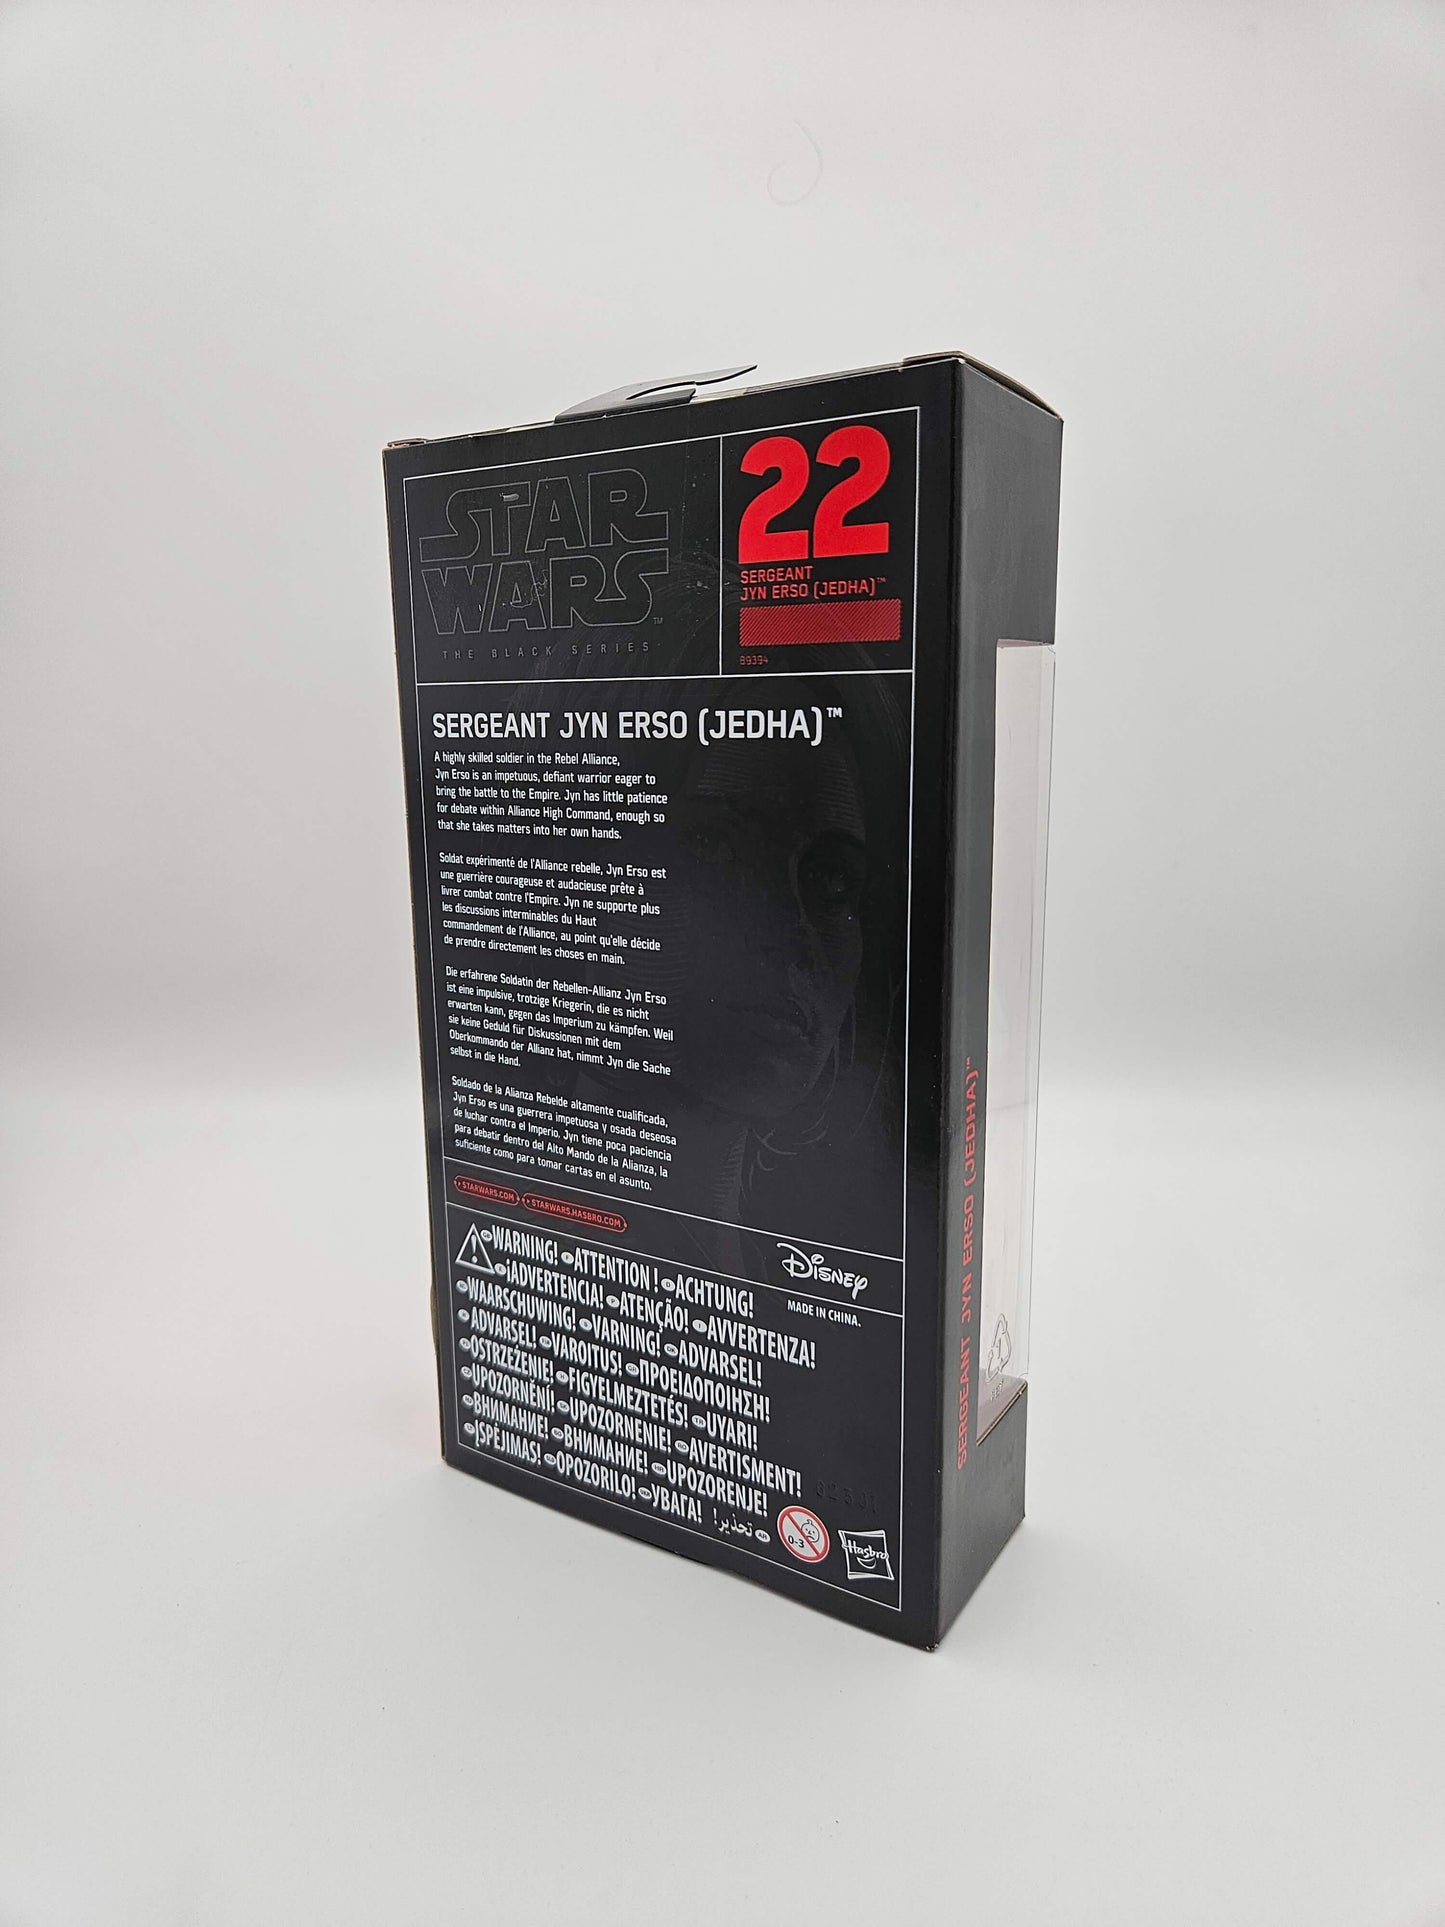 STAR
WARS™
THE BLACK SERIES
22
SERGEANT
JYN ERSO (JEDHA)™
B9394
SERGEANT JYN ERSO (JEDHA)™
A highly skilled soldier in the Rebel Alliance,
Jyn Erso is an impetuous, defiant warrior eager to
bring the battle to the Empire. Jyn has little patience
for debate within Alliance High Command, enough so
that she takes matters into her own hands.
Soldat expérimenté de l'Alliance rebelle, Jyn Erso est
une guerrière courageuse et audacieuse prête à
livrer combat contre l'Empire. Jyn ne supporte plus
les discussions interminables du Haut
commandement de l'Alliance, au point qu'elle décide
de prendre directement les choses en main.
Die erfahrene Soldatin der Rebellen-Allianz Jyn Erso
ist eine impulsive, trotzige Kriegerin, die es nicht
erwarten kann, gegen das Imperium zu kämpfen. Weil
sie keine Geduld für Diskussionen mit dem
Oberkommando der Allianz hat, nimmt Jyn die Sache
selbst in die Hand.
Soldado de la Alianza Rebelde altamente cualificada,
Jyn Erso es una guerrera impetuosa y osada deseosa
de luchar contra el Imperio. Jyn tiene poca paciencia
para debatir dentro del Alto Mando de la Alianza, la
suficiente como para tomar cartas en el asunto.
STARWARS.COM STARWARS.HASBRO.COM
WARNING! ATTENTION ! ACHTUNG!
¡ADVERTENCIA! ATENÇÃO! AVVERTENZA!
WAARSCHUWING! VARNING! ADVARSEL!
ADVARSEL! VAROITUS! ΠΡΟΕΙΔΟΠΟΙΗΣΗ!
OSTRZEŻENIE! FIGYELMEZTETÉS! UYARI!
UPOZORNĚNÍ! UPOZORNENIE! AVERTISMENT!
ВНИМАНИЕ! ВНИМАНИЕ! UPOZORENJE!
ĮSPĖJIMAS! OPOZORILO! УВАГА! تحذير! AR
Disney
MADE IN CHINA.
0-3
Hasbro
SERGEANT JYN ERSO (JEDHA)™